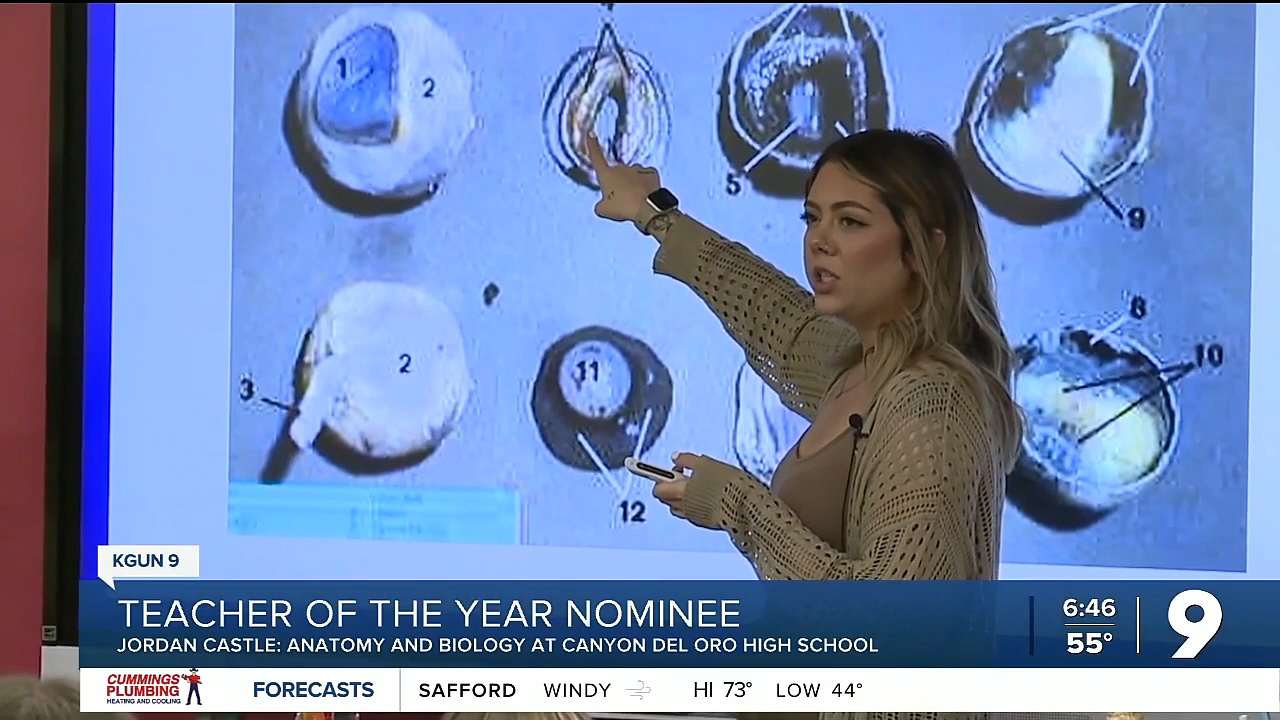 1
2
5
9
3
2
11
12
8
10
KGUN 9
TEACHER OF THE YEAR NOMINEE
JORDAN CASTLE: ANATOMY AND BIOLOGY AT CANYON DEL ORO HIGH SCHOOL
6:46
55°
9
CUMMINGS
PLUMBING
HEATING AND COOLING
FORECASTS
SAFFORD WINDY HI 73° LOW 44°